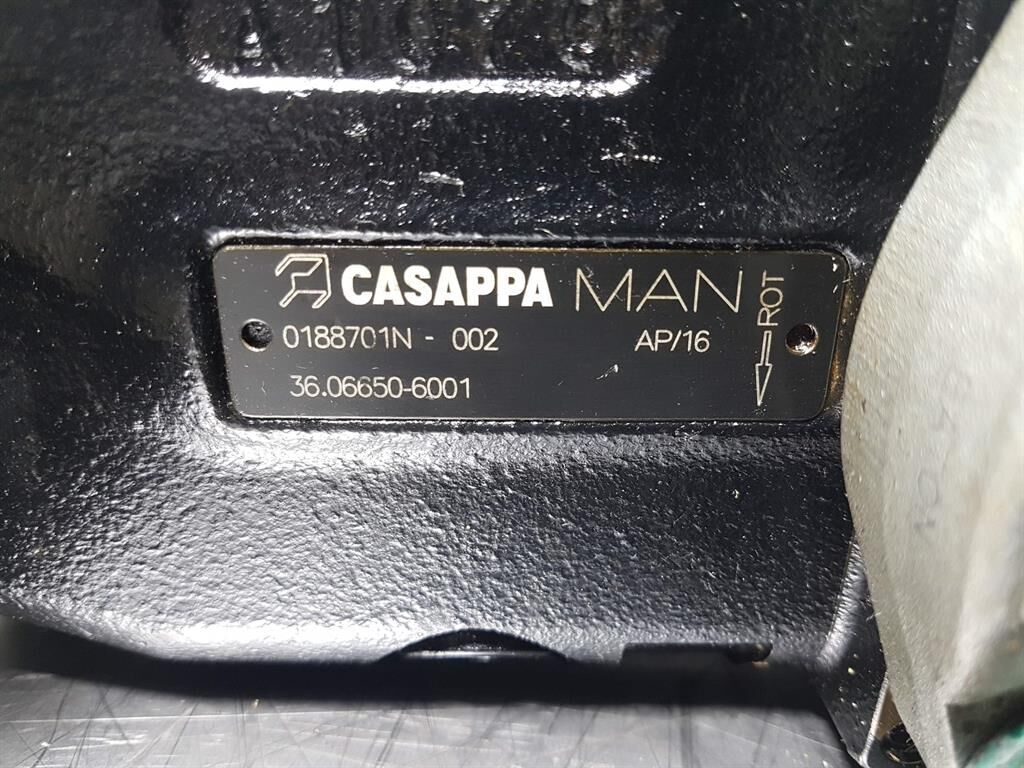 CASAPPA MAN
ROT
0188701N - 002 AP/16
36.06650-6001